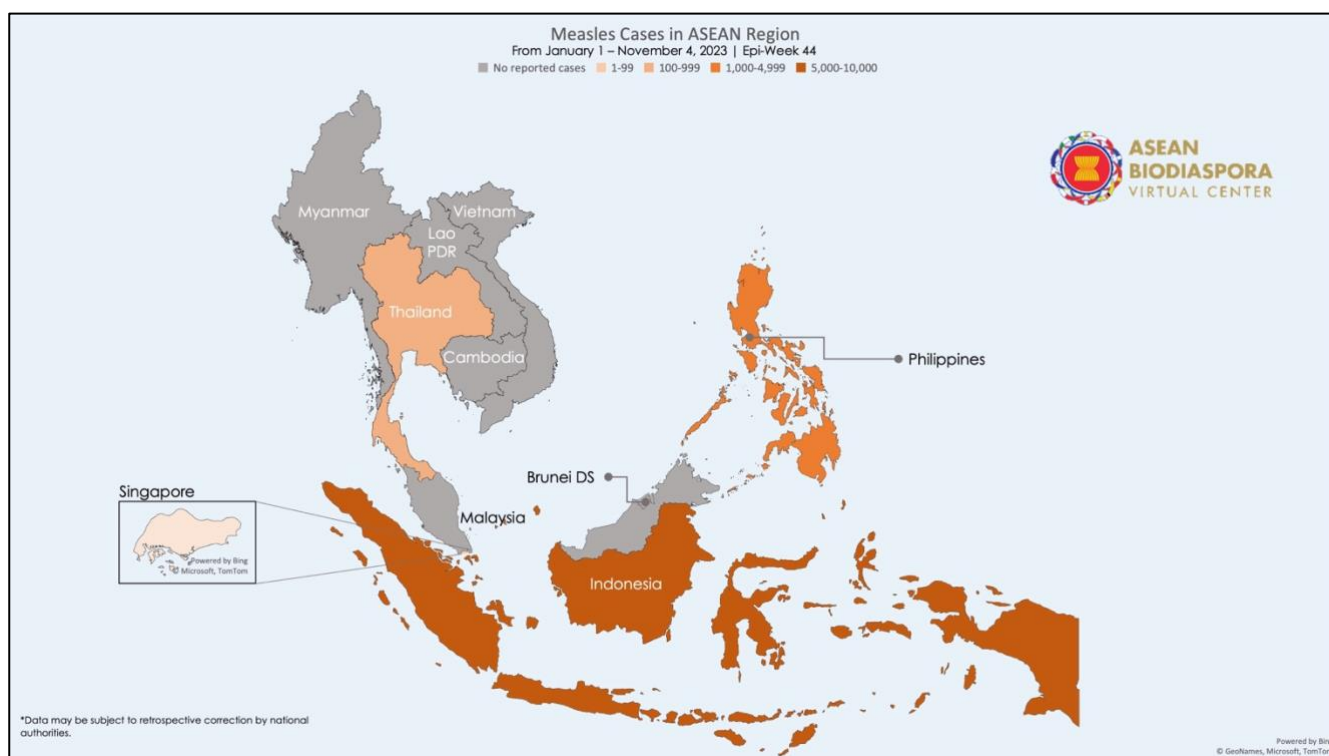 Measles Cases in ASEAN Region
From January 1 – November 4, 2023 | Epi-Week 44
No reported cases 1-99 100-999 1,000-4,999 5,000-10,000
ASEAN
BIODIASPORA
VIRTUAL CENTER
Myanmar
Vietnam
Lao
PDR
Thailand
Cambodia
Philippines
Brunei DS
Singapore
Powered by Bing
© Microsoft, TomTom
Malaysia
Indonesia
*Data may be subject to retrospective correction by national
authorities.
Powered by Bing
© GeoNames, Microsoft, TomTom